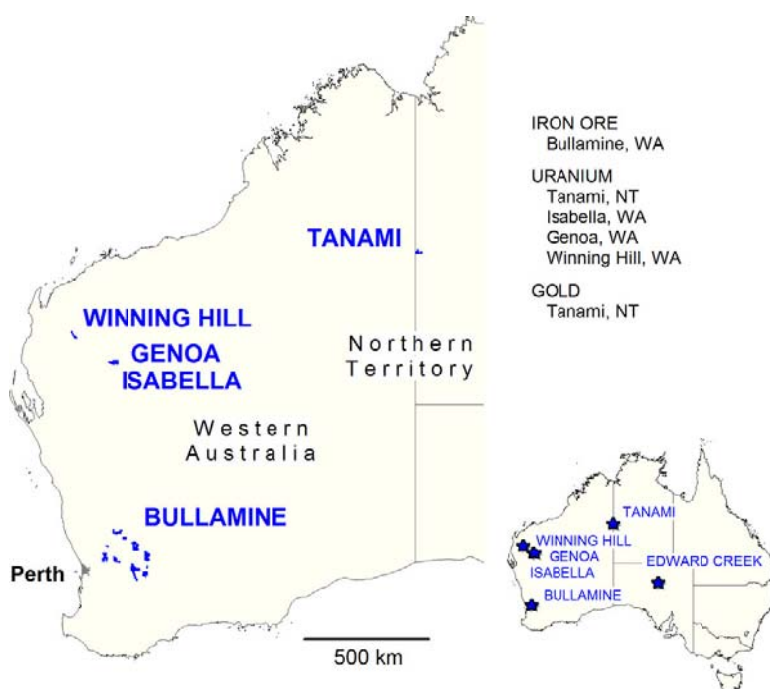 TANAMI
WINNING HILL
GENOA
ISABELLA
Northern
Territory
Western
Australia
BULLAMINE
Perth
500 km
IRON ORE
Bullamine, WA
URANIUM
Tanami, NT
Isabella, WA
Genoa, WA
Winning Hill, WA
GOLD
Tanami, NT
TANAMI
WINNING HILL
GENOA
ISABELLA
EDWARD CREEK
BULLAMINE